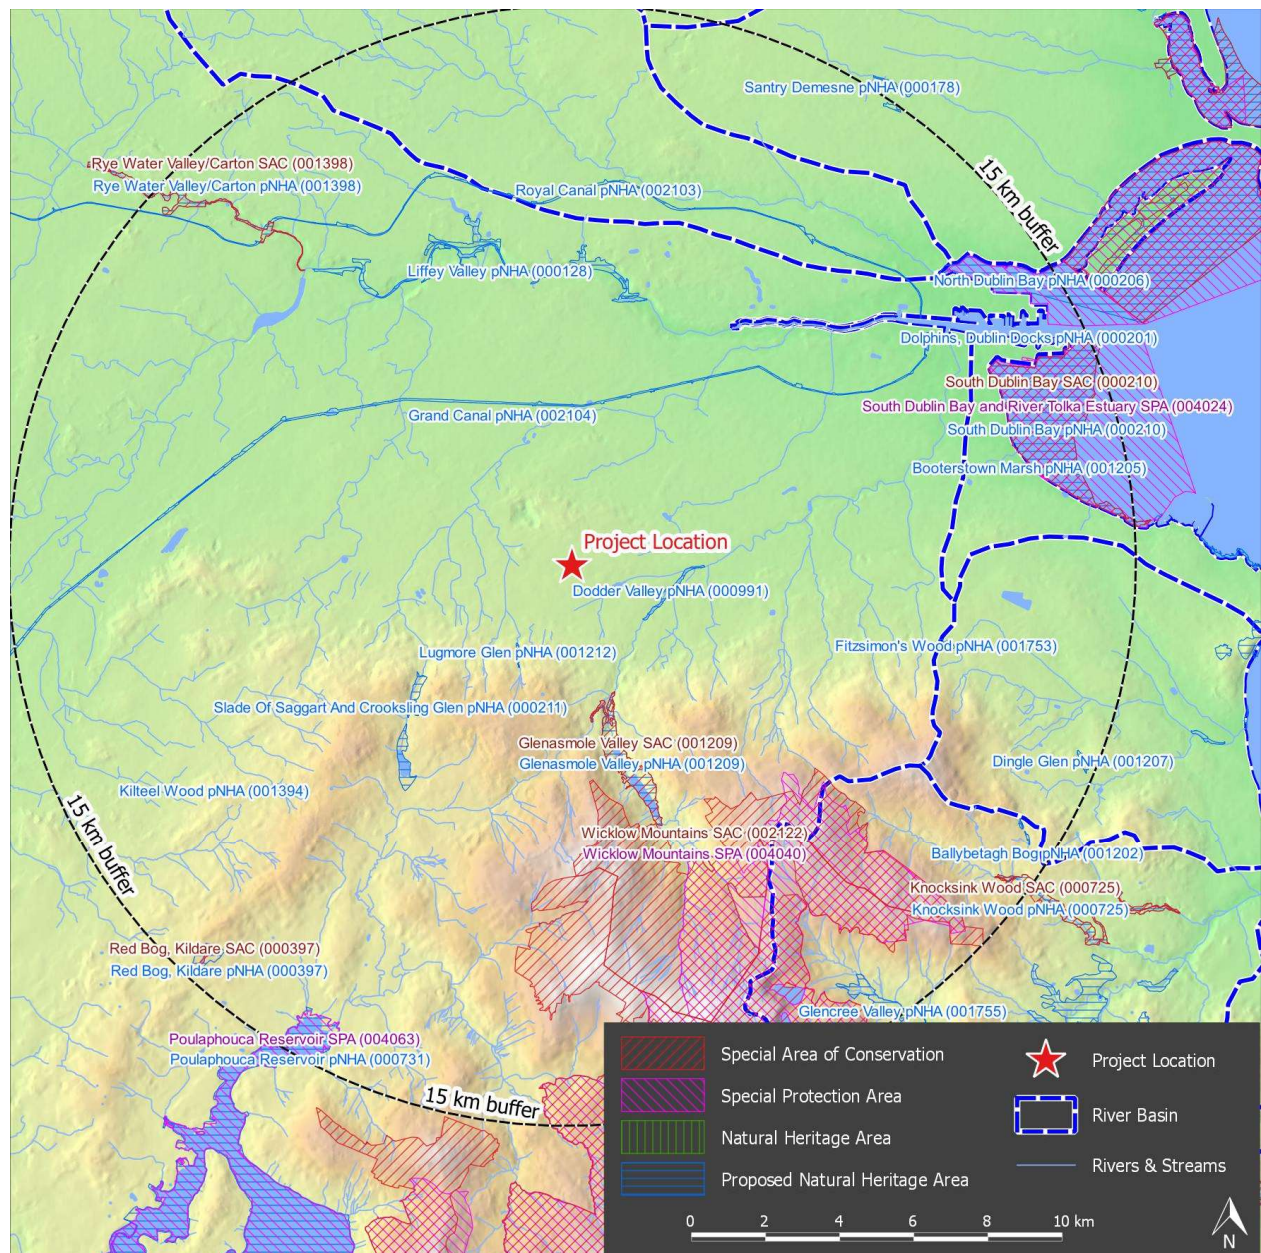 Santry Demesne pNHA (000178)
Rye Water Valley/Carton SAC (001398)
Rye Water Valley/Carton pNHA (001398)
Royal Canal pNHA (002103)
15 km buffer
Liffey Valley pNHA (000128)
North Dublin Bay pNHA (000206)
Dolphins, Dublin Docks pNHA (000201)
South Dublin Bay SAC (000210)
South Dublin Bay and River Tolka Estuary SPA (004024)
Grand Canal pNHA (002104)
South Dublin Bay pNHA (000210)
Booterstown Marsh pNHA (001205)
Project Location
Dodder Valley pNHA (000991)
Lugmore Glen pNHA (001212)
Fitzsimon's Wood pNHA (001753)
Slade Of Saggart And Crooksling Glen pNHA (000211)
Glenasmole Valley SAC (001209)
Glenasmole Valley pNHA (001209)
Dingle Glen pNHA (001207)
Kilteel Wood pNHA (001394)
15 km buffer
Wicklow Mountains SAC (002122)
Wicklow Mountains SPA (004040)
Ballybetagh Bog pNHA (001202)
Knocksink Wood SAC (000725)
Knocksink Wood pNHA (000725)
Red Bog, Kildare SAC (000397)
Red Bog, Kildare pNHA (000397)
Glencree Valley pNHA (001755)
Poulaphouca Reservoir SPA (004063)
Poulaphouca Reservoir pNHA (000731)
15 km buffer
Special Area of Conservation
Special Protection Area
Natural Heritage Area
Proposed Natural Heritage Area
Project Location
River Basin
Rivers & Streams
0 2 4 6 8 10 km
N